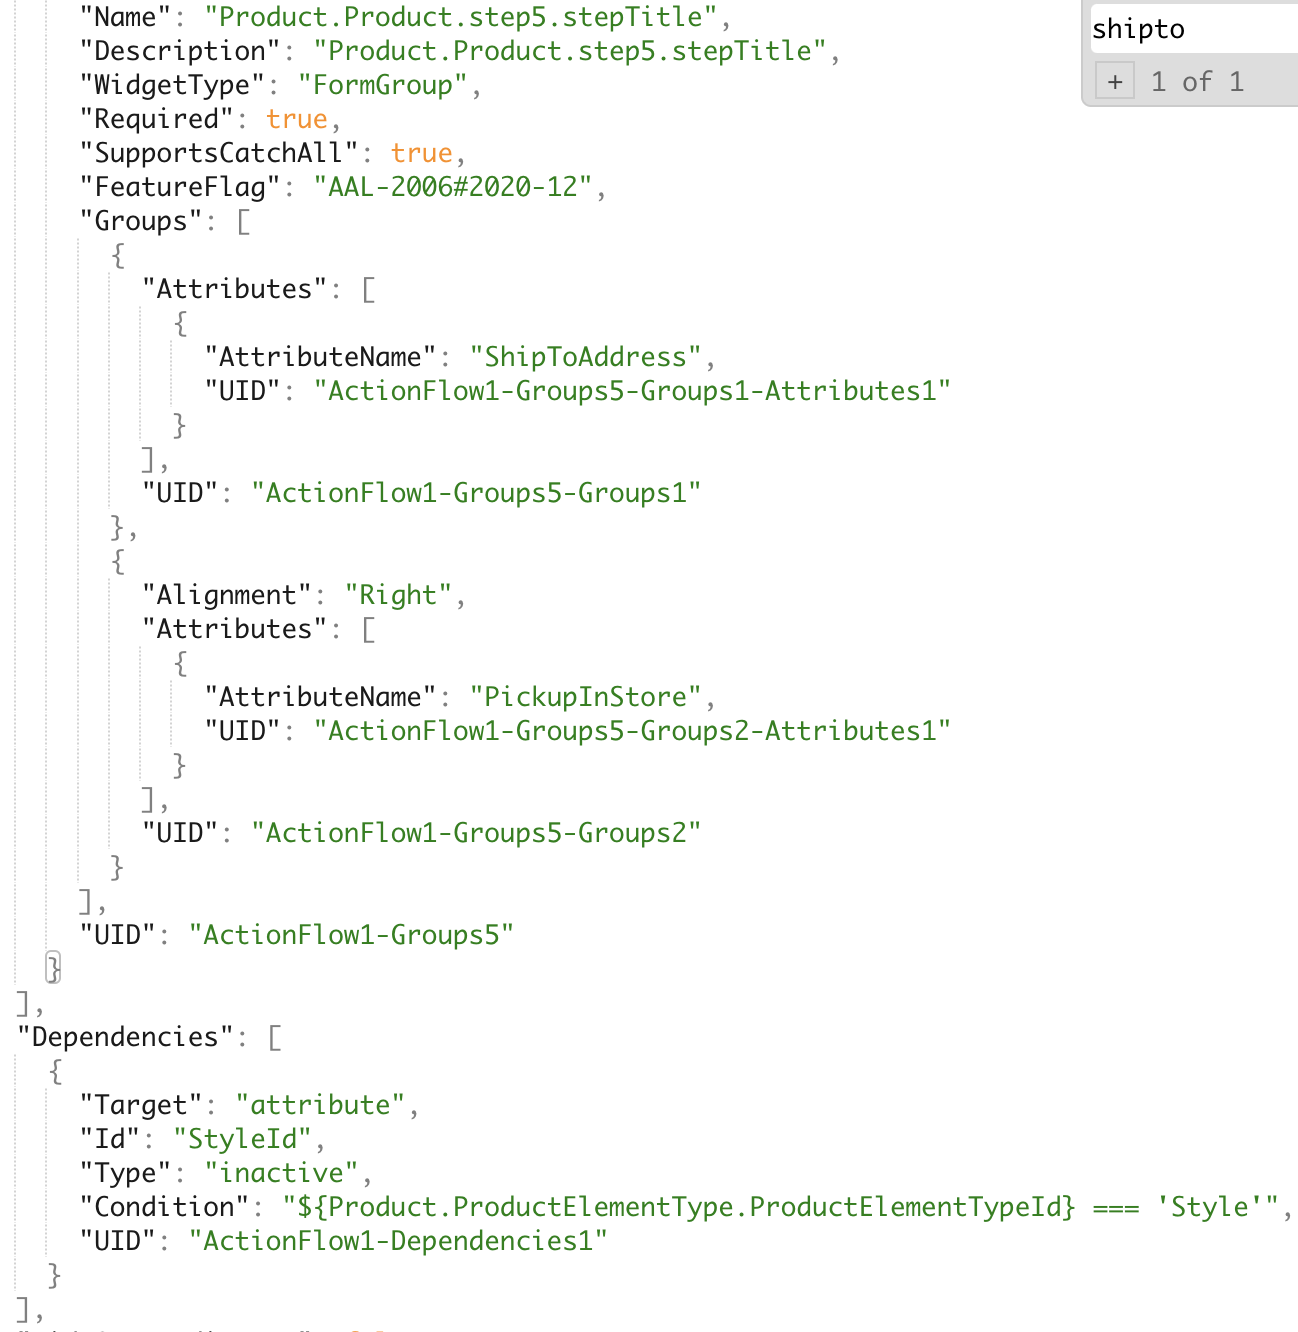 "Name": "Product.Product.step5.stepTitle",
"Description": "Product.Product.step5.stepTitle",
"WidgetType": "FormGroup",
"Required": true,
"SupportsCatchAll": true,
"FeatureFlag": "AAL-2006#2020-12",
"Groups": [
{
"Attributes": [
{
"AttributeName": "ShipToAddress",
"UID": "ActionFlow1-Groups5-Groups1-Attributes1"
}
],
"UID": "ActionFlow1-Groups5-Groups1"
},
{
"Alignment": "Right",
"Attributes": [
{
"AttributeName": "PickupInStore",
"UID": "ActionFlow1-Groups5-Groups2-Attributes1"
}
],
"UID": "ActionFlow1-Groups5-Groups2"
}
],
"UID": "ActionFlow1-Groups5"
}
],
"Dependencies": [
{
"Target": "attribute",
"Id": "StyleId",
"Type": "inactive",
"Condition": "${Product.ProductElementType.ProductElementTypeId} === 'Style'",
"UID": "ActionFlow1-Dependencies1"
}
],
shipto
+ 1 of 1